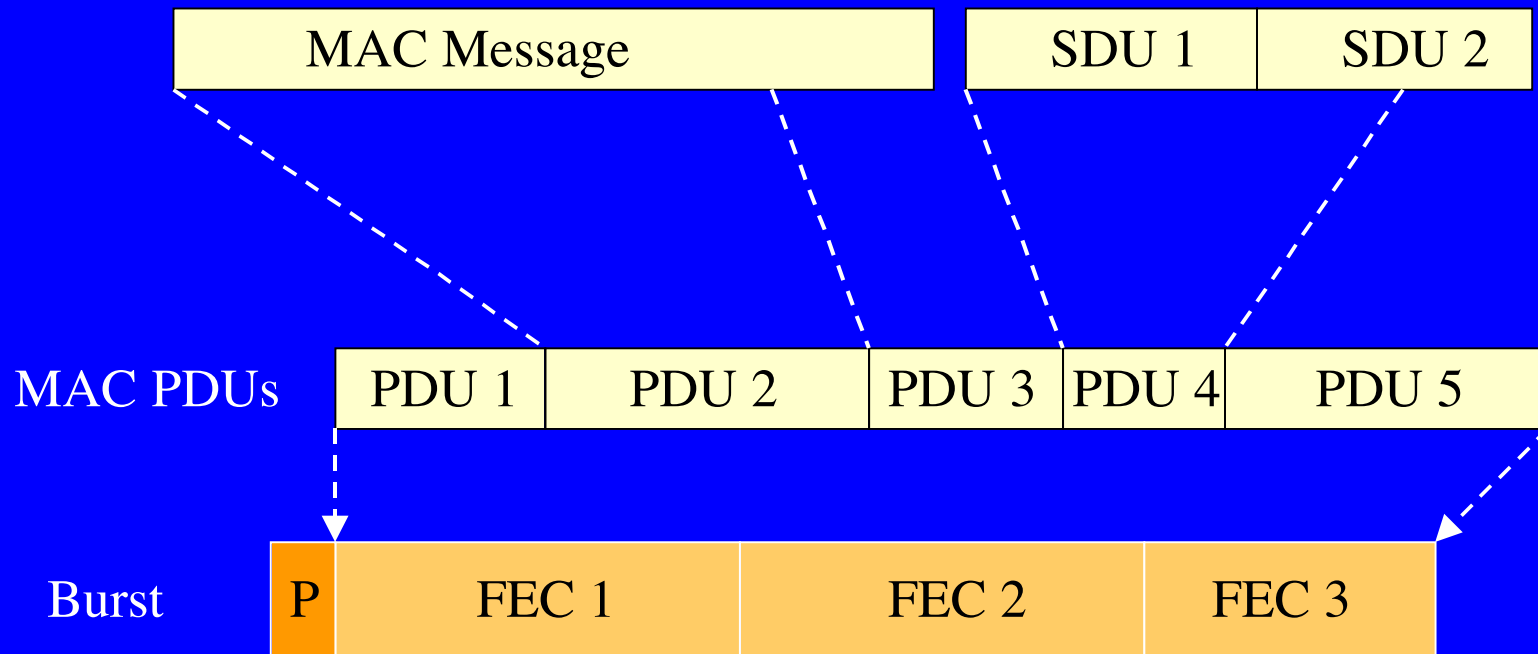 MAC Message SDU 1 SDU 2
MAC PDUs PDU 1 PDU 2 PDU 3 PDU 4 PDU 5
Burst P FEC 1 FEC 2 FEC 3